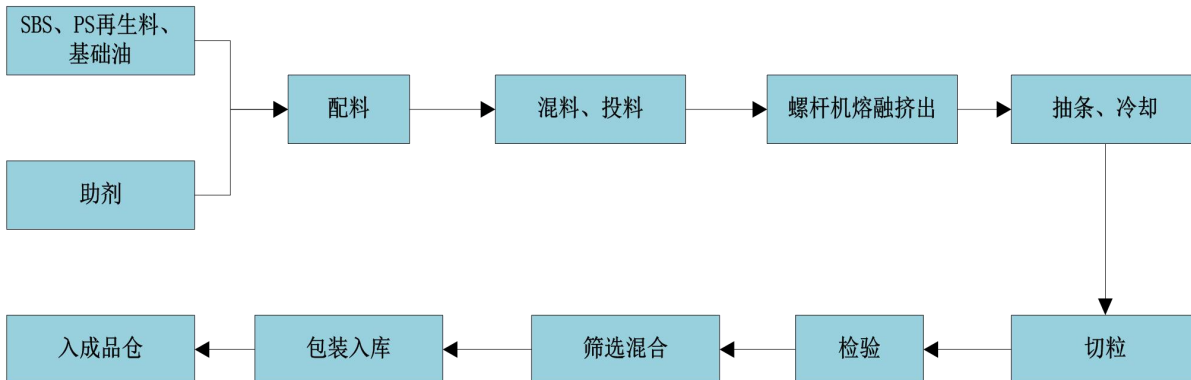 SBS、PS再生料、
基础油
助剂
配料
混料、投料
螺杆机熔融挤出
抽条、冷却
切粒
检验
筛选混合
包装入库
入成品仓